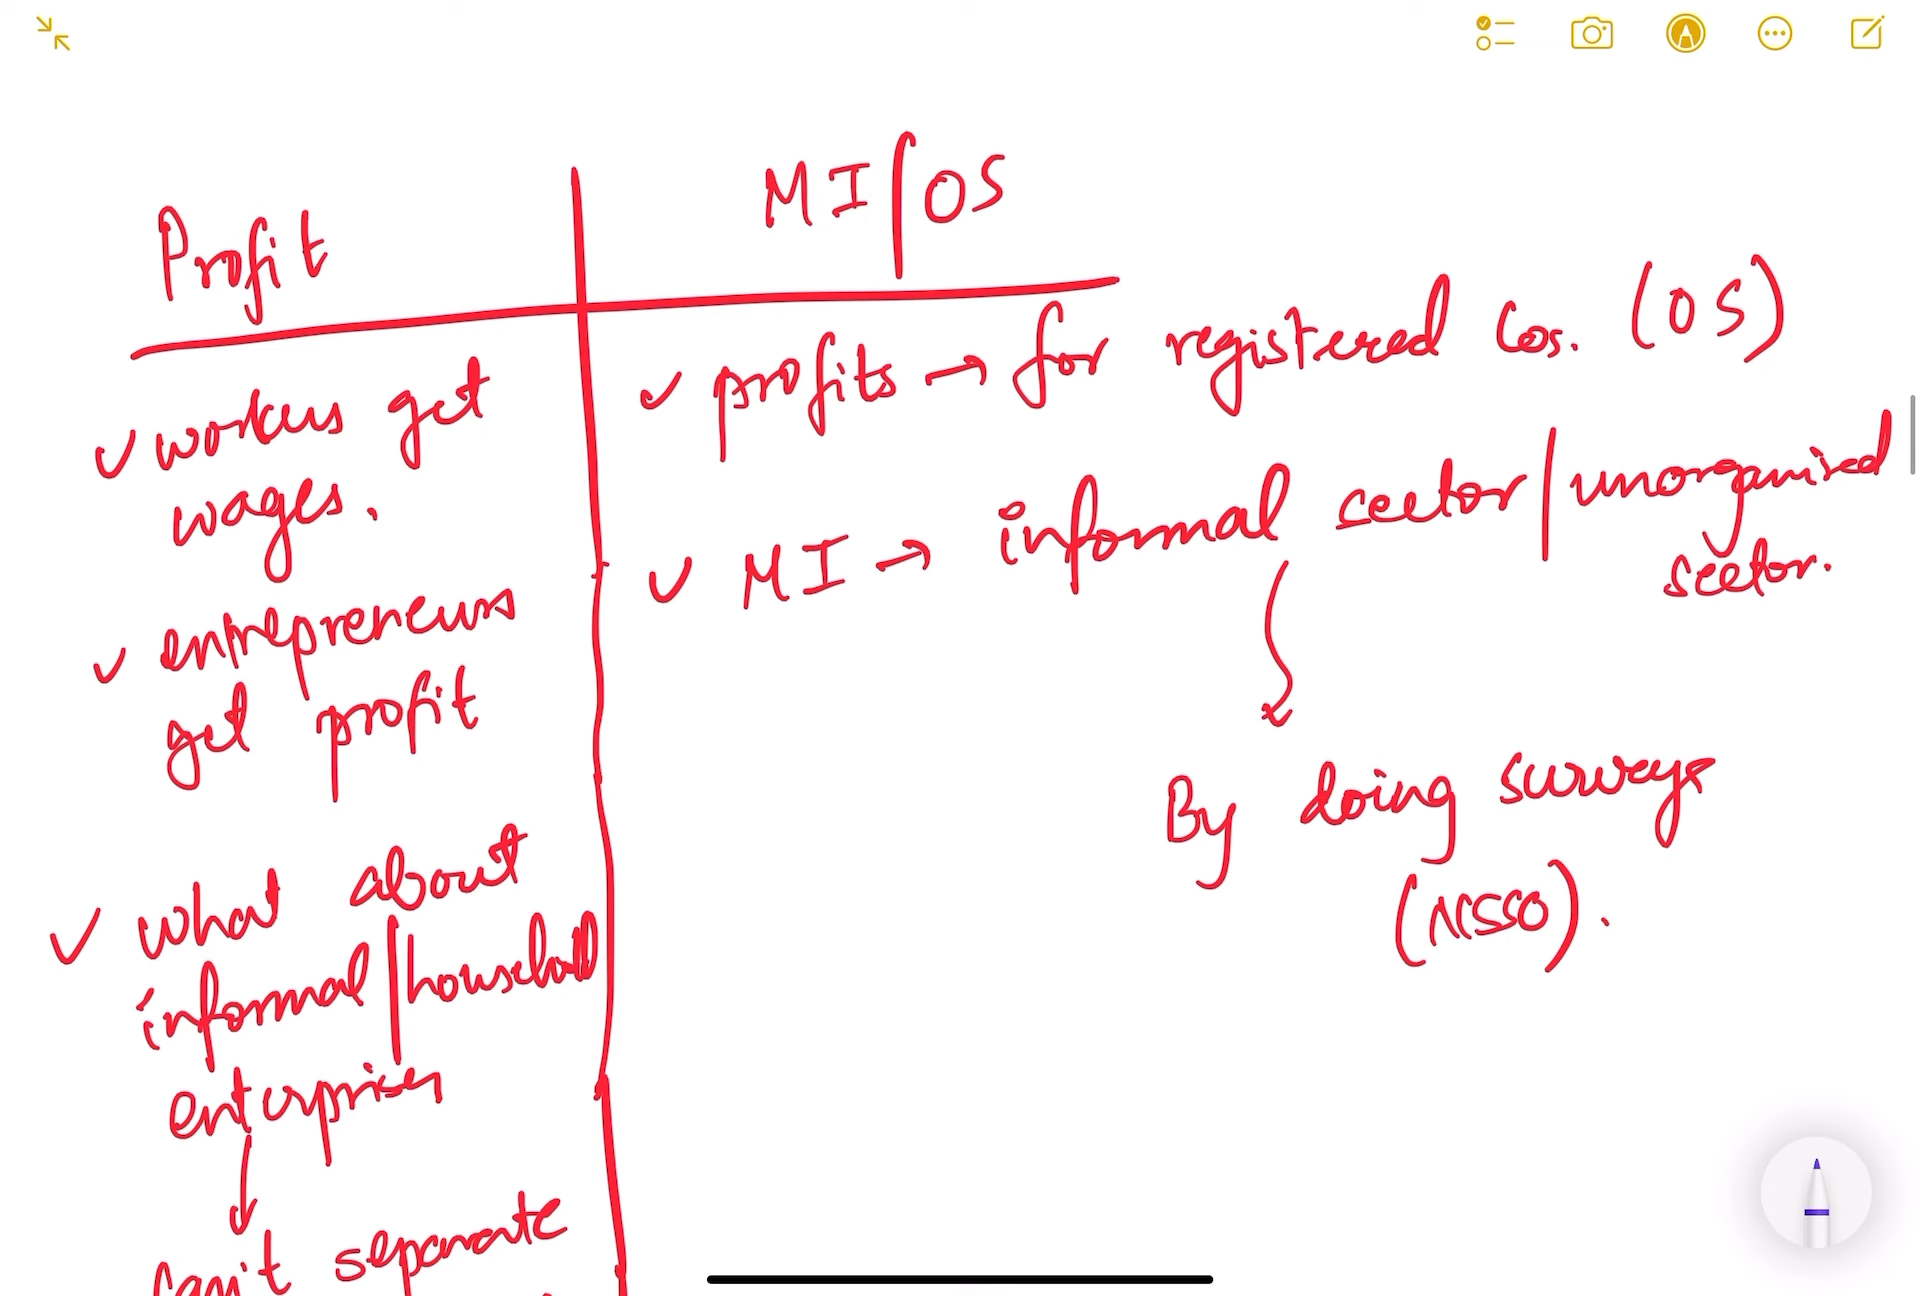 Profit
MI/OS
✓ workers get
wages.
✓ entrepreneurs
get profit
✓ what about
informal/household
enterprises
↓
can't separate
✓ profits → for registered Cos. (OS)
✓ MI → informal sector/unorganised
sector.
By doing surveys
(NSSO).